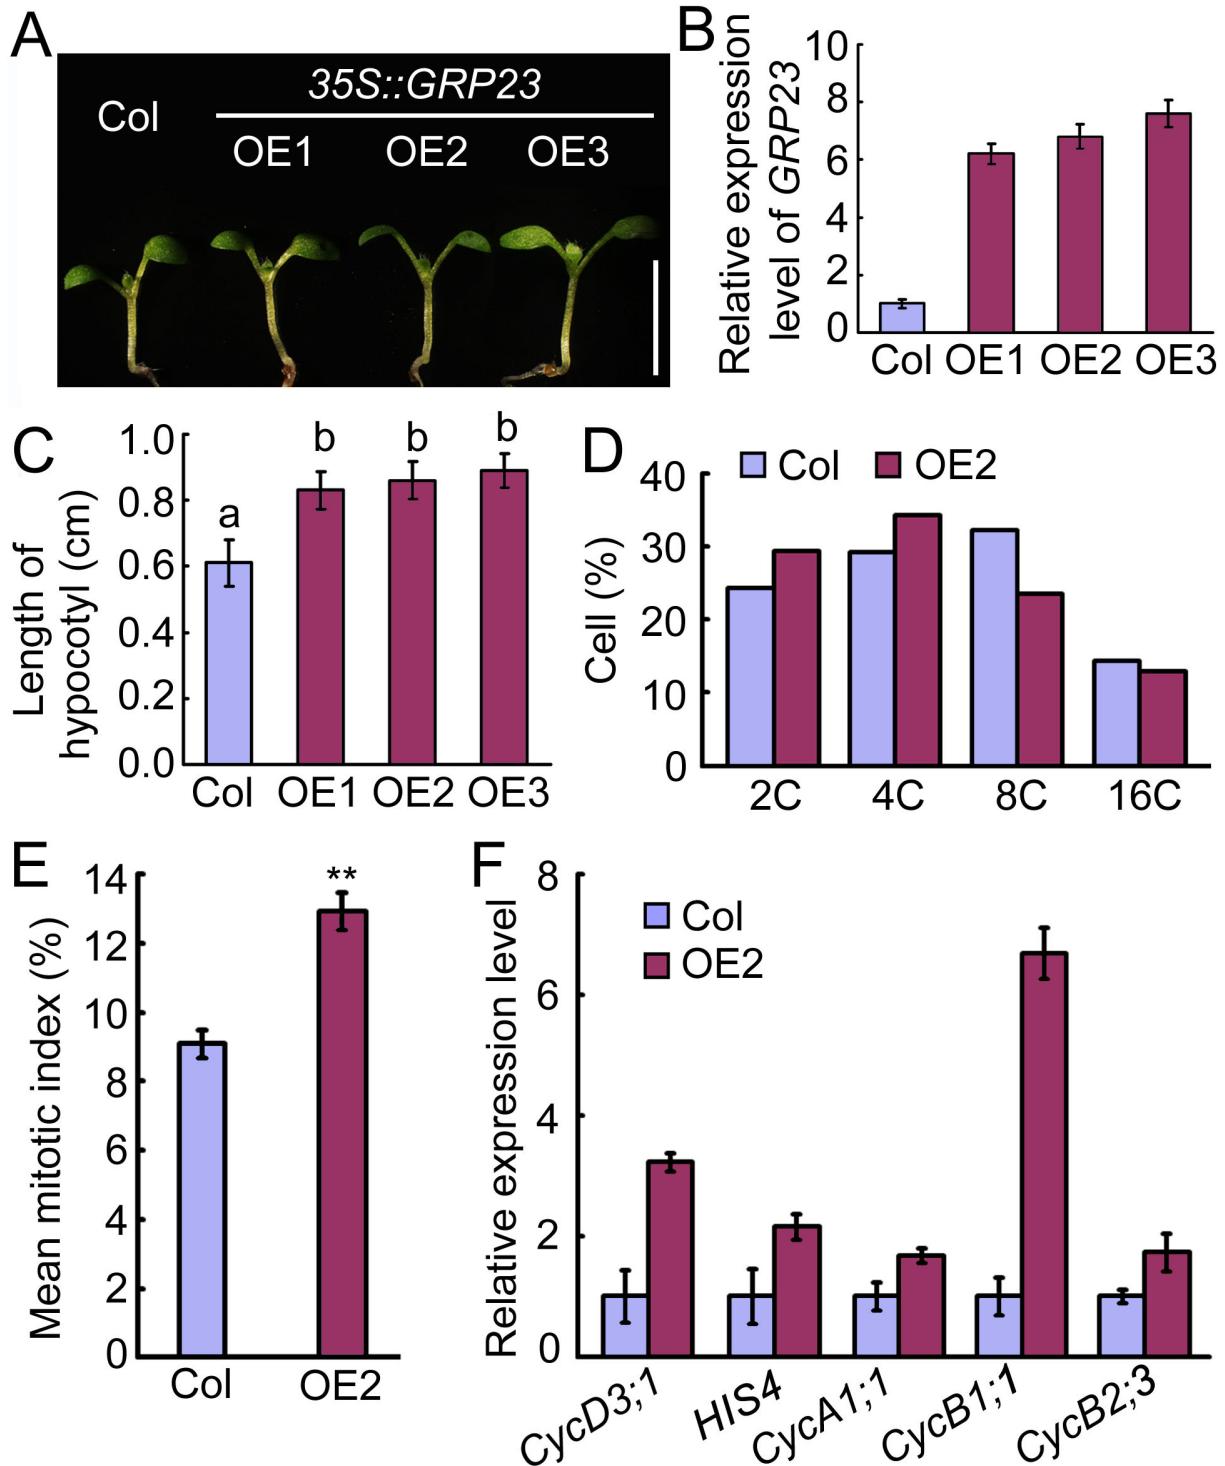 A
35S::GRP23
Col
OE1 OE2 OE3
B
Relative expression
level of GRP23
10
8
6
4
2
0
Col OE1 OE2 OE3
C
Length of
hypocotyl (cm)
1.0
0.8
0.6
0.4
0.2
0.0
a
b
b
b
Col OE1 OE2 OE3
D
Col OE2
Cell (%)
40
30
20
10
0
2C 4C 8C 16C
E
Mean mitotic index (%)
14
12
10
8
6
4
2
0
**
Col OE2
F
Relative expression level
8
6
4
2
0
Col
OE2
CycD3;1 HIS4 CycA1;1 CycB1;1 CycB2;3